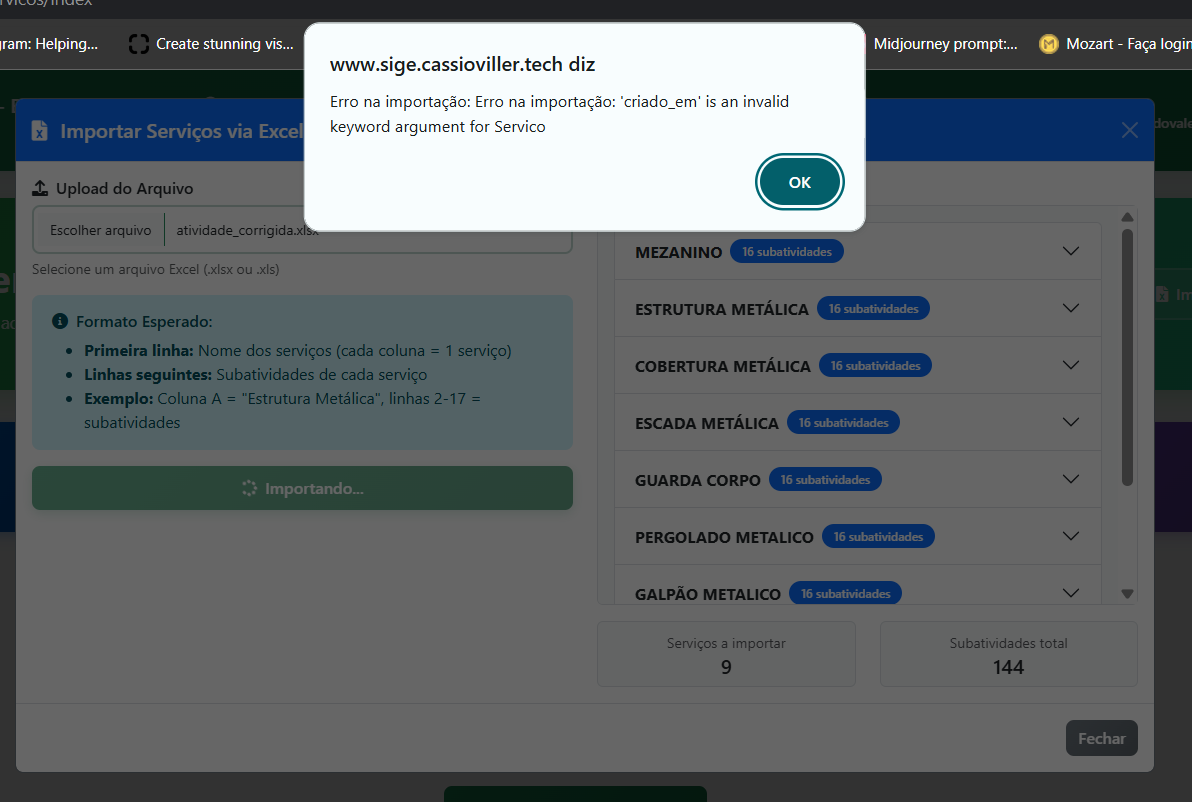 rvicos/index
gram: Helping...
Create stunning vis...
Midjourney prompt:...
Mozart - Faça login
www.sige.cassioviller.tech diz
Erro na importação: Erro na importação: 'criado_em' is an invalid
keyword argument for Servico
OK
Importar Serviços via Excel
dovale
Upload do Arquivo
Escolher arquivo
atividade_corrigida.xlsx
Selecione um arquivo Excel (.xlsx ou .xls)
Formato Esperado:
Primeira linha: Nome dos serviços (cada coluna = 1 serviço)
Linhas seguintes: Subatividades de cada serviço
Exemplo: Coluna A = "Estrutura Metálica", linhas 2-17 =
subatividades
Importando...
MEZANINO 16 subatividades
ESTRUTURA METÁLICA 16 subatividades
COBERTURA METÁLICA 16 subatividades
ESCADA METÁLICA 16 subatividades
GUARDA CORPO 16 subatividades
PERGOLADO METALICO 16 subatividades
GALPÃO METALICO 16 subatividades
Serviços a importar
9
Subatividades total
144
Fechar